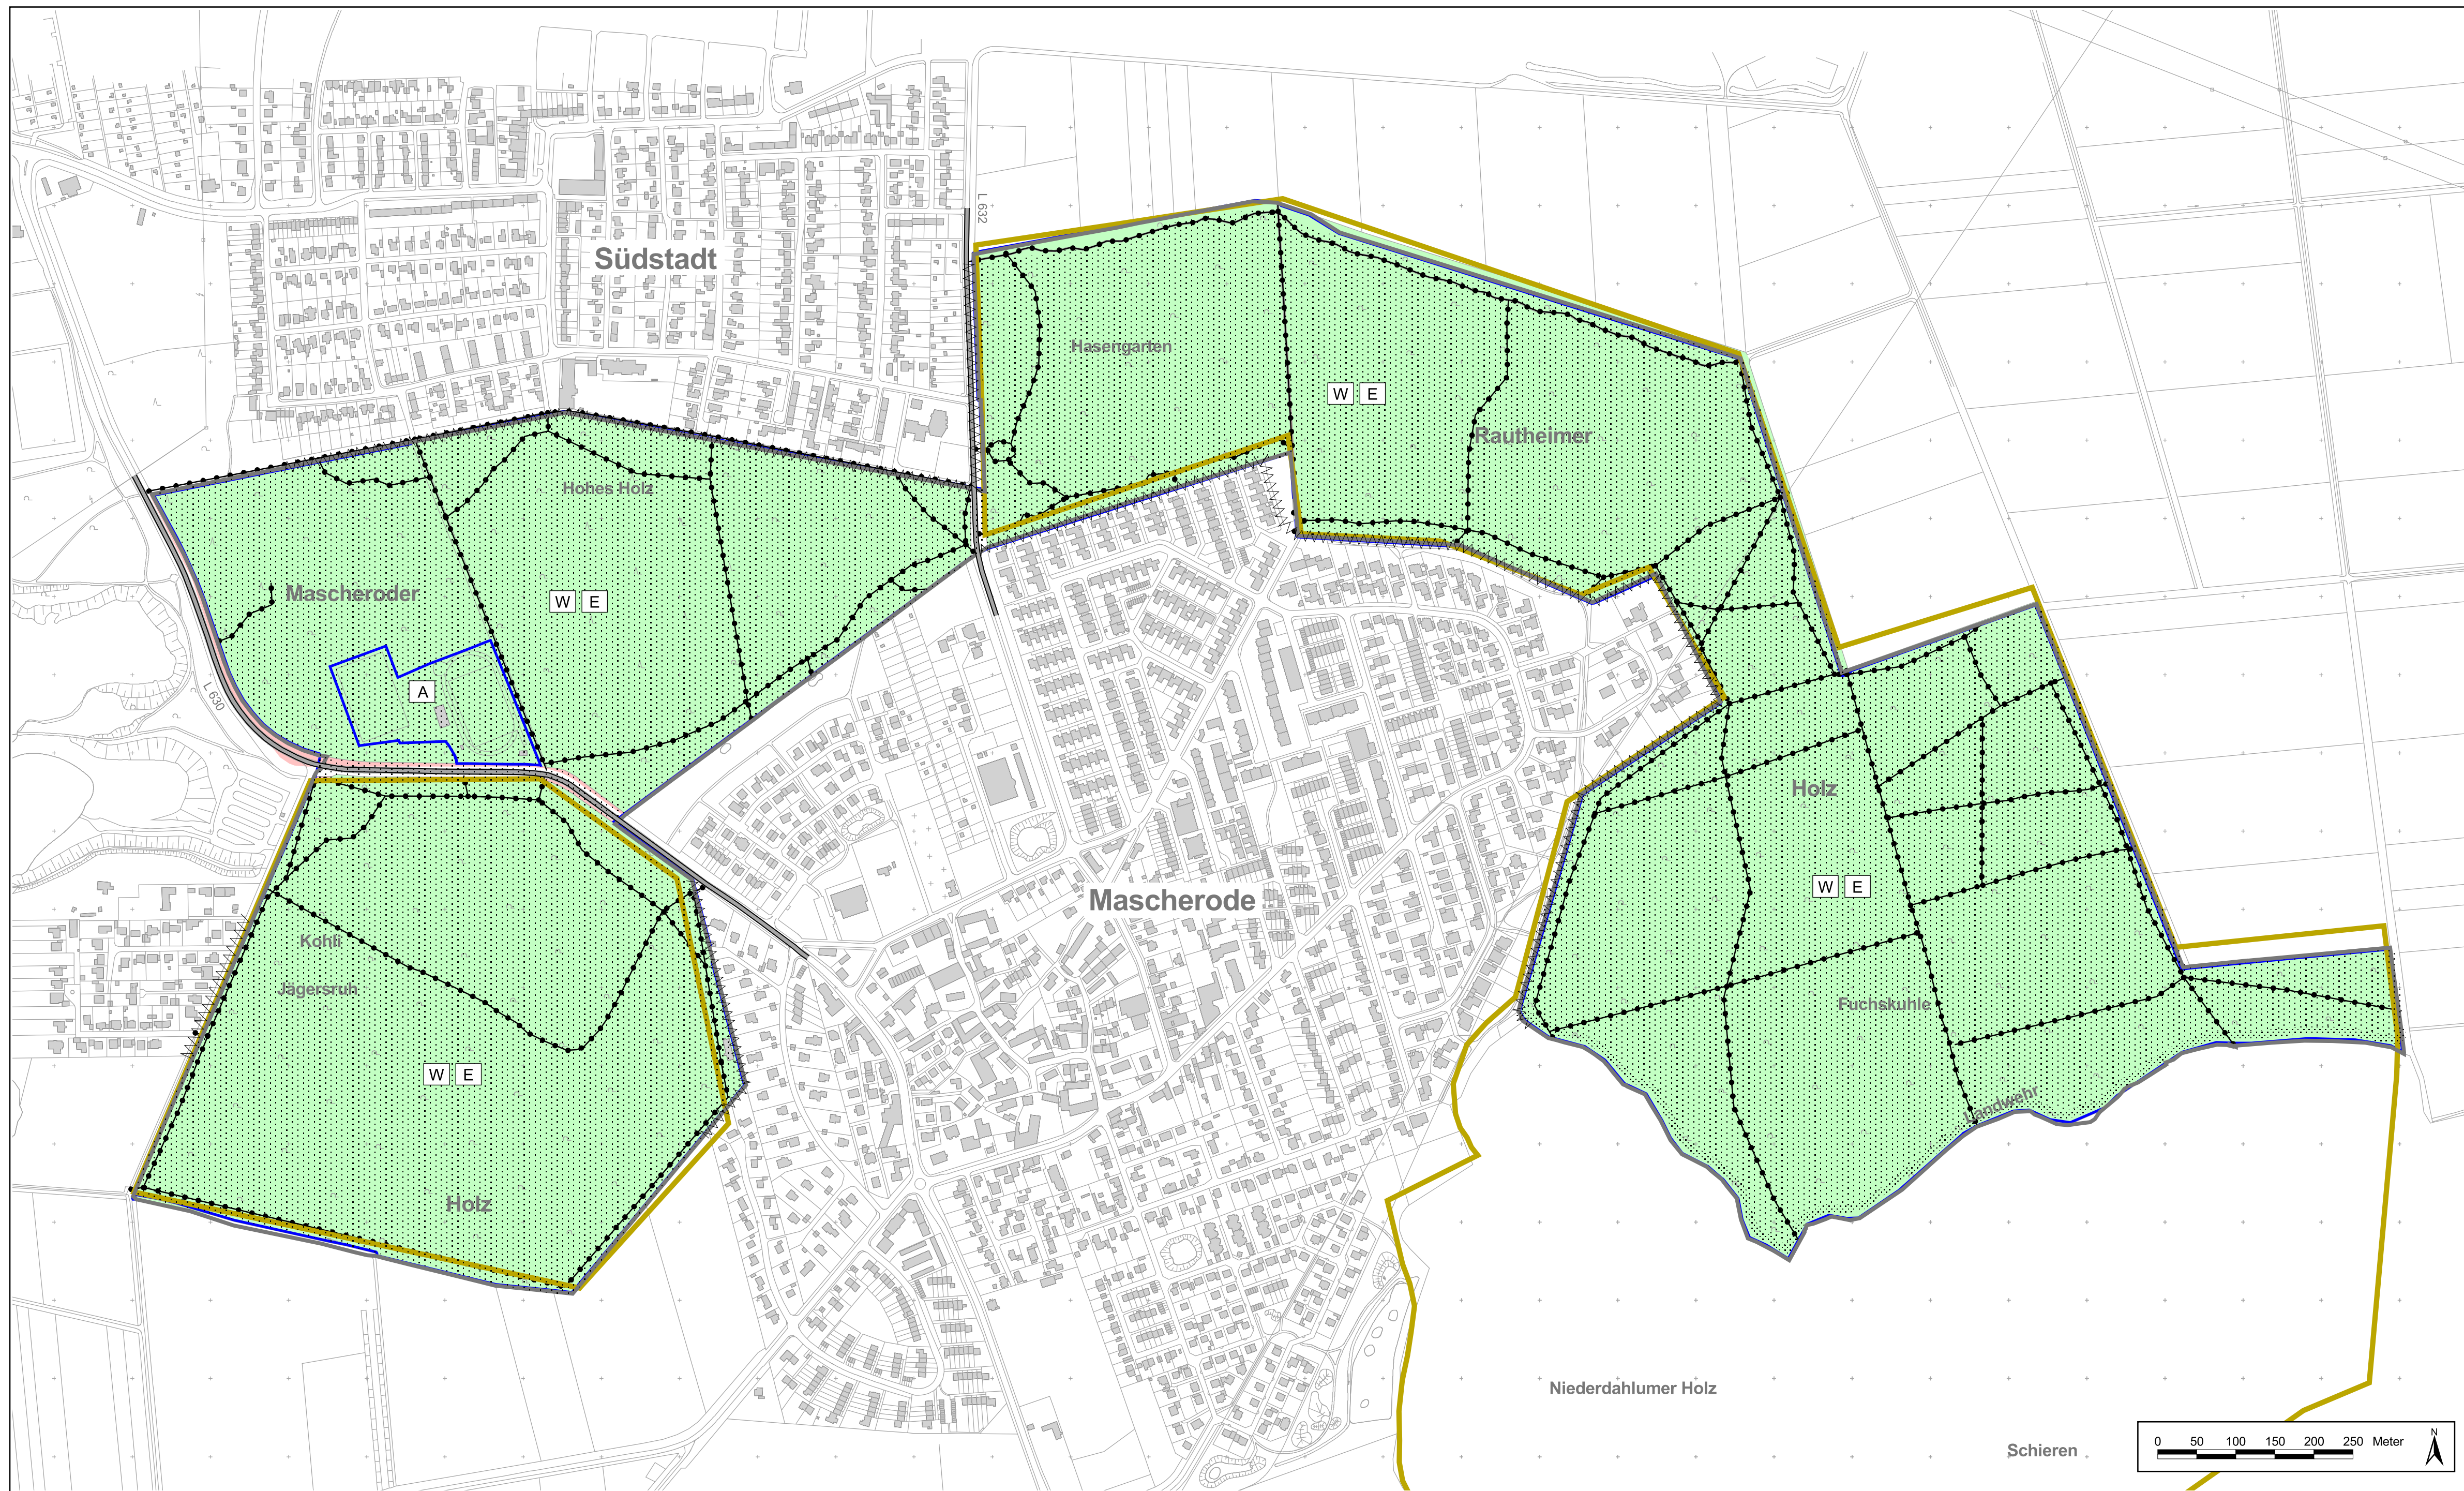 L 632
Südstadt
Hasengarten
W E
Rautheimer
Hohes Holz
Mascheroder
W E
A
L 630
Holz
Mascherode
W E
Kohli
Jägersruh
Fuchskuhle
W E
Landwehr
Holz
Niederdahlumer Holz
Schieren
0 50 100 150 200 250 Meter
N